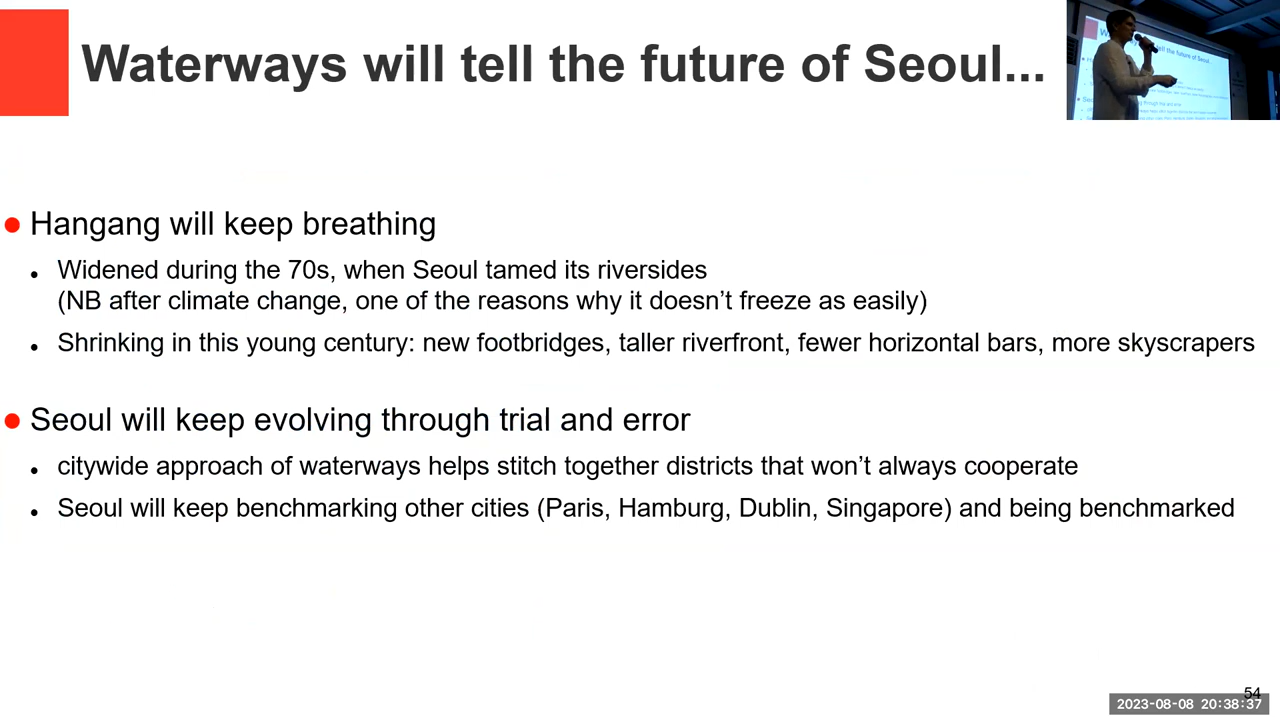 Waterways will tell the future of Seoul...
Hangang will keep breathing
Widened during the 70s, when Seoul tamed its riversides
(NB after climate change, one of the reasons why it doesn't freeze as easily)
Shrinking in this young century: new footbridges, taller riverfront, fewer horizontal bars, more skyscrapers
Seoul will keep evolving through trial and error
citywide approach of waterways helps stitch together districts that won't always cooperate
Seoul will keep benchmarking other cities (Paris, Hamburg, Dublin, Singapore) and being benchmarked
54
2023-08-08 20:38:37